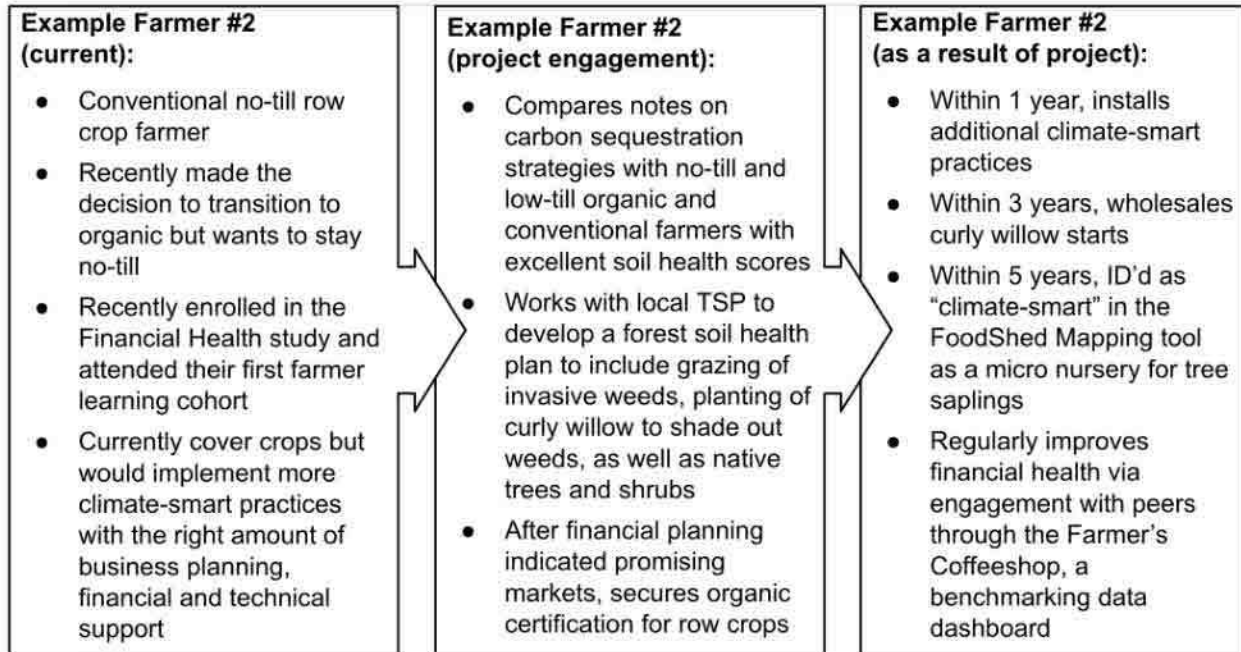 Example Farmer #2
(current):
● Conventional no-till row
crop farmer
● Recently made the
decision to transition to
organic but wants to stay
no-till
● Recently enrolled in the
Financial Health study and
attended their first farmer
learning cohort
● Currently cover crops but
would implement more
climate-smart practices
with the right amount of
business planning,
financial and technical
support
Example Farmer #2
(project engagement):
● Compares notes on
carbon sequestration
strategies with no-till and
low-till organic and
conventional farmers with
excellent soil health scores
● Works with local TSP to
develop a forest soil health
plan to include grazing of
invasive weeds, planting of
curly willow to shade out
weeds, as well as native
trees and shrubs
● After financial planning
indicated promising
markets, secures organic
certification for row crops
Example Farmer #2
(as a result of project):
● Within 1 year, installs
additional climate-smart
practices
● Within 3 years, wholesales
curly willow starts
● Within 5 years, ID'd as
“climate-smart” in the
FoodShed Mapping tool
as a micro nursery for tree
saplings
● Regularly improves
financial health via
engagement with peers
through the Farmer's
Coffeeshop, a
benchmarking data
dashboard